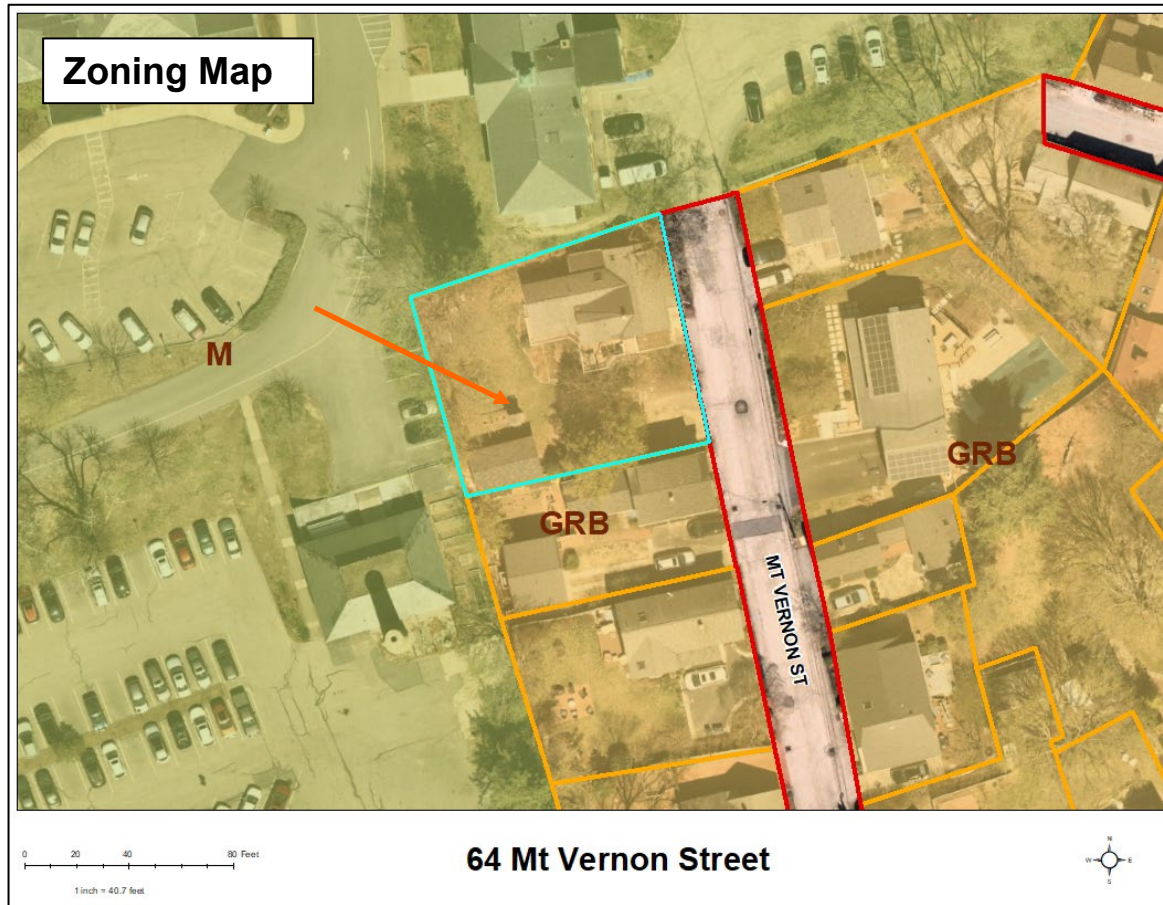 Zoning Map
M
GRB
GRB
MT VERNON ST
0 20 40 80 Feet
1 inch = 40.7 feet
64 Mt Vernon Street
N
W E
S